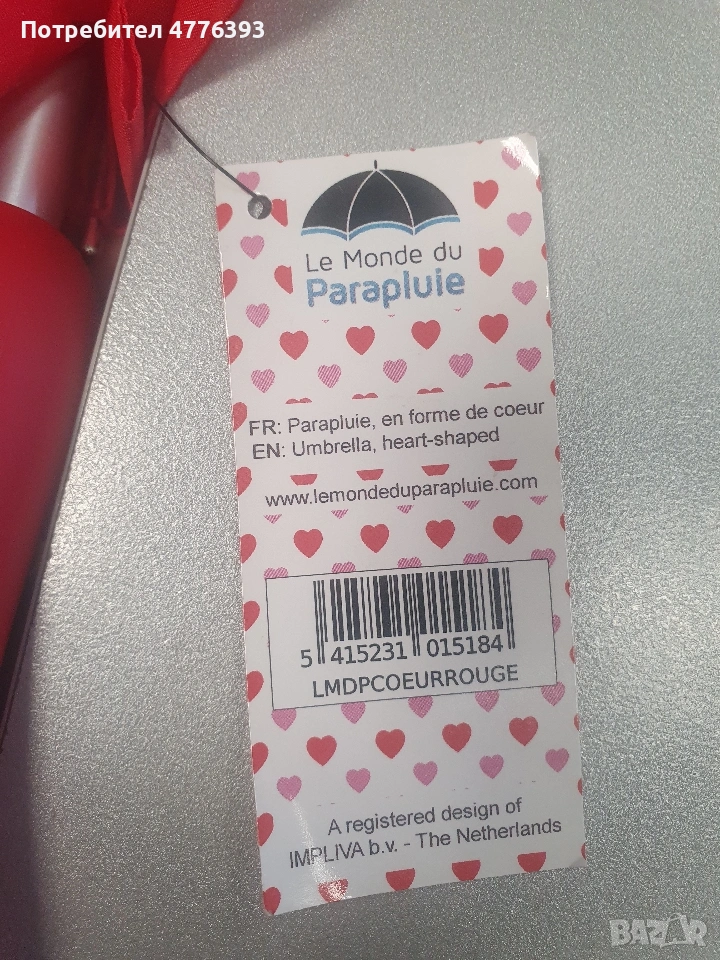 Потребител 4776393
Le Monde du
Parapluie
FR: Parapluie, en forme de coeur
EN: Umbrella, heart-shaped
www.lemondeduparapluie.com
5 415231 015184
LMDPCOEURROUGE
A registered design of
IMPLIVA b.v. - The Netherlands
BAZAR